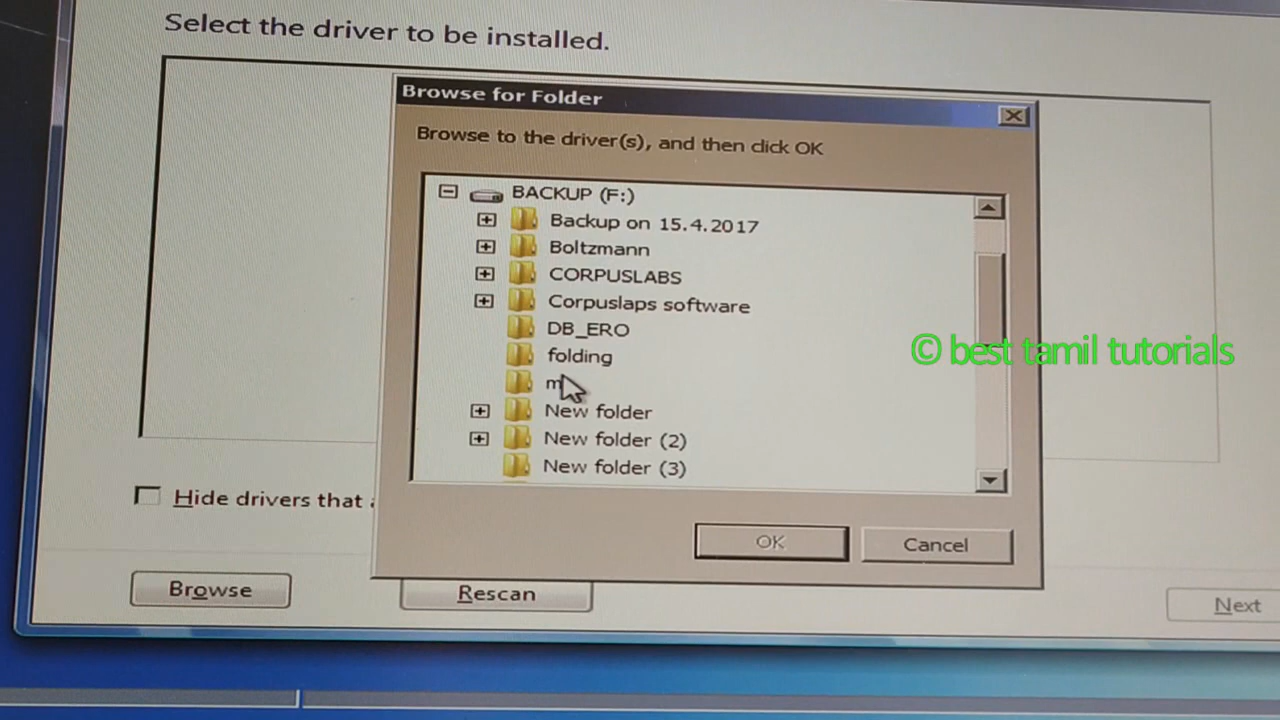 Select the driver to be installed.
Browse for Folder
Browse to the driver(s), and then click OK
BACKUP (F:)
Backup on 15.4.2017
Boltzmann
CORPUSLABS
Corpuslaps software
DB_ERO
folding
New folder
New folder (2)
New folder (3)
© best tamil tutorials
Hide drivers that
OK
Cancel
Browse
Rescan
Next